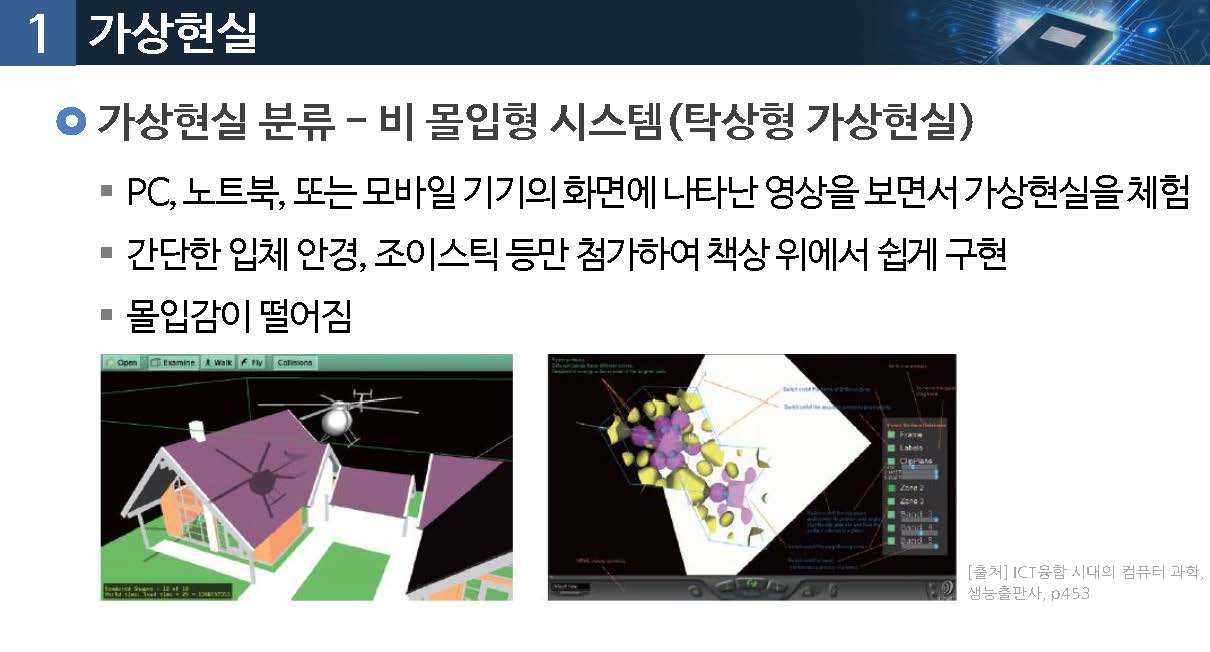 1 가상현실
가상현실 분류 – 비 몰입형 시스템(탁상형 가상현실)
PC, 노트북, 또는 모바일 기기의 화면에 나타난 영상을 보면서 가상현실을 체험
간단한 입체 안경, 조이스틱 등만 첨가하여 책상 위에서 쉽게 구현
몰입감이 떨어짐
Open Examine Walk Fly Collisions
Frame
Labels
ClipPlane
Zone 2
Zone 3
Band 3
Band 4
Band 5
Fly
[출처] ICT융합 시대의 컴퓨터 과학,
생능출판사, p453